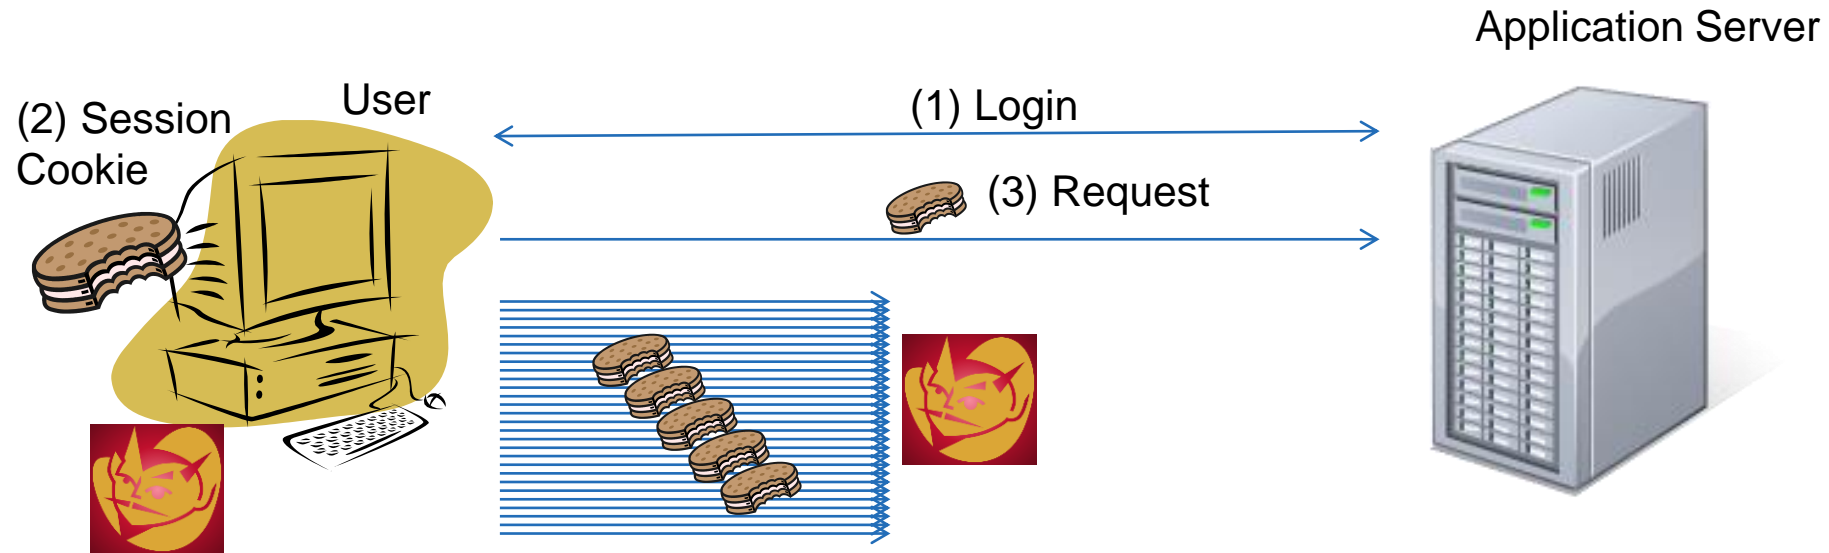 Application Server
User
(1) Login
(2) Session
Cookie
(3) Request